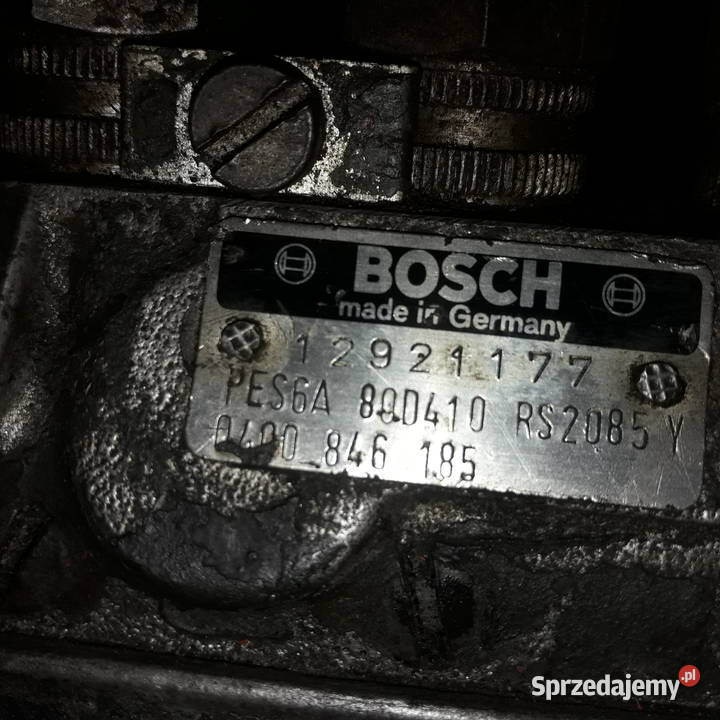 BOSCH
made in Germany
12921177
PES6A 80D410 RS2085 Y
0400 846 185
Sprzedajemy.pl